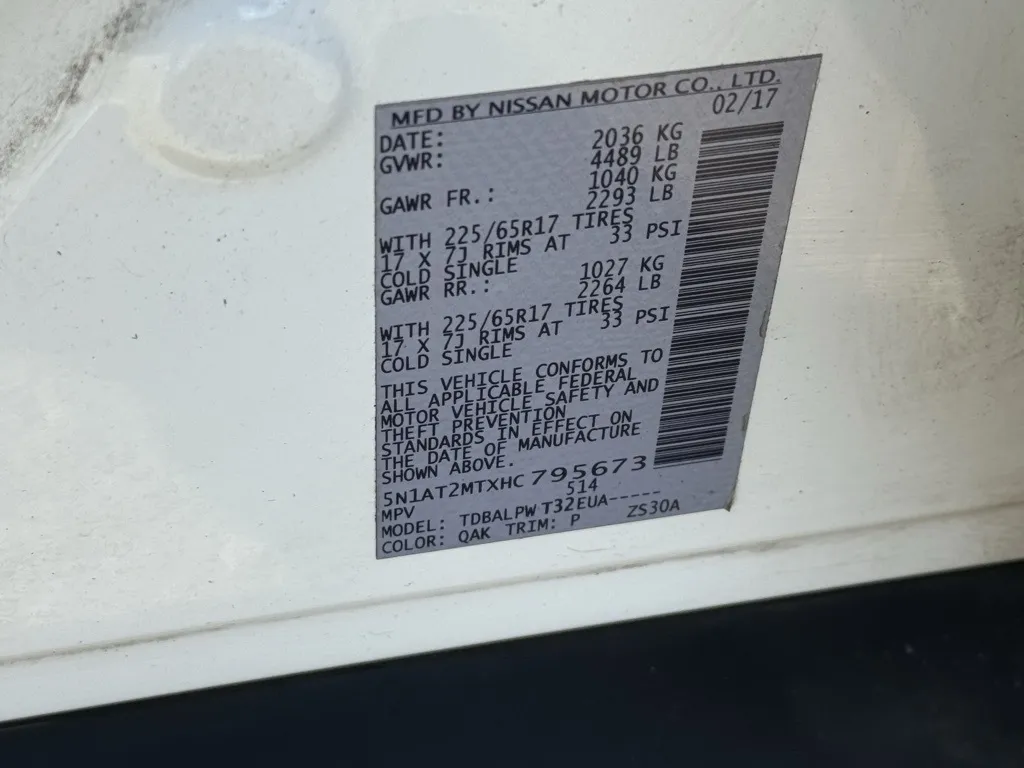 MFD BY NISSAN MOTOR CO., LTD.
DATE: 02/17
GVWR: 2036 KG
4489 LB
GAWR FR.: 1040 KG
2293 LB
WITH 225/65R17 TIRES
17 X 7J RIMS AT 33 PSI
COLD SINGLE
GAWR RR.: 1027 KG
2264 LB
WITH 225/65R17 TIRES
17 X 7J RIMS AT 33 PSI
COLD SINGLE
THIS VEHICLE CONFORMS TO
ALL APPLICABLE FEDERAL
MOTOR VEHICLE SAFETY AND
THEFT PREVENTION
STANDARDS IN EFFECT ON
THE DATE OF MANUFACTURE
SHOWN ABOVE.
5N1AT2MTXHC 795673
MPV 514
MODEL: TDBALPW T32EUA-----
COLOR: QAK TRIM: P ZS30A